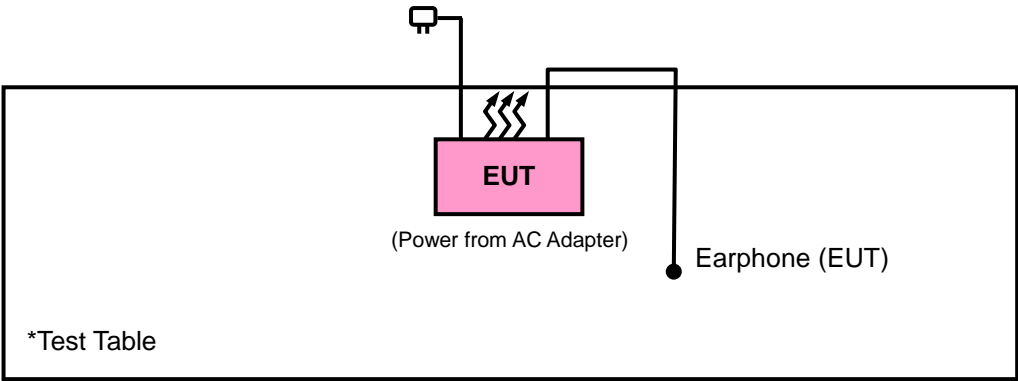 EUT
(Power from AC Adapter)
Earphone (EUT)
*Test Table